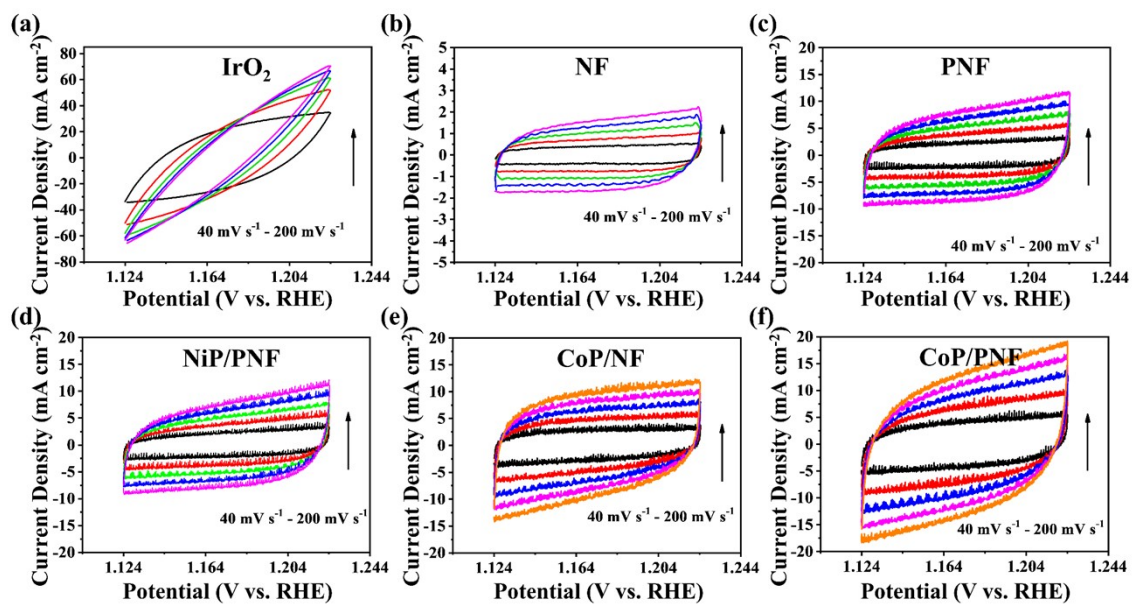 (a)
IrO₂
Current Density (mA cm⁻²)
80
60
40
20
0
-20
-40
-60
-80
40 mV s⁻¹ - 200 mV s⁻¹
1.124 1.164 1.204 1.244
Potential (V vs. RHE)
(b)
NF
Current Density (mA cm⁻²)
5
4
3
2
1
0
-1
-2
-3
-4
-5
40 mV s⁻¹ - 200 mV s⁻¹
1.124 1.164 1.204 1.244
Potential (V vs. RHE)
(c)
PNF
Current Density (mA cm⁻²)
20
15
10
5
0
-5
-10
-15
-20
40 mV s⁻¹ - 200 mV s⁻¹
1.124 1.164 1.204 1.244
Potential (V vs. RHE)
(d)
NiP/PNF
Current Density (mA cm⁻²)
20
15
10
5
0
-5
-10
-15
-20
40 mV s⁻¹ - 200 mV s⁻¹
1.124 1.164 1.204 1.244
Potential (V vs. RHE)
(e)
CoP/NF
Current Density (mA cm⁻²)
20
15
10
5
0
-5
-10
-15
-20
40 mV s⁻¹ - 200 mV s⁻¹
1.124 1.164 1.204 1.244
Potential (V vs. RHE)
(f)
CoP/PNF
Current Density (mA cm⁻²)
20
15
10
5
0
-5
-10
-15
-20
40 mV s⁻¹ - 200 mV s⁻¹
1.124 1.164 1.204 1.244
Potential (V vs. RHE)